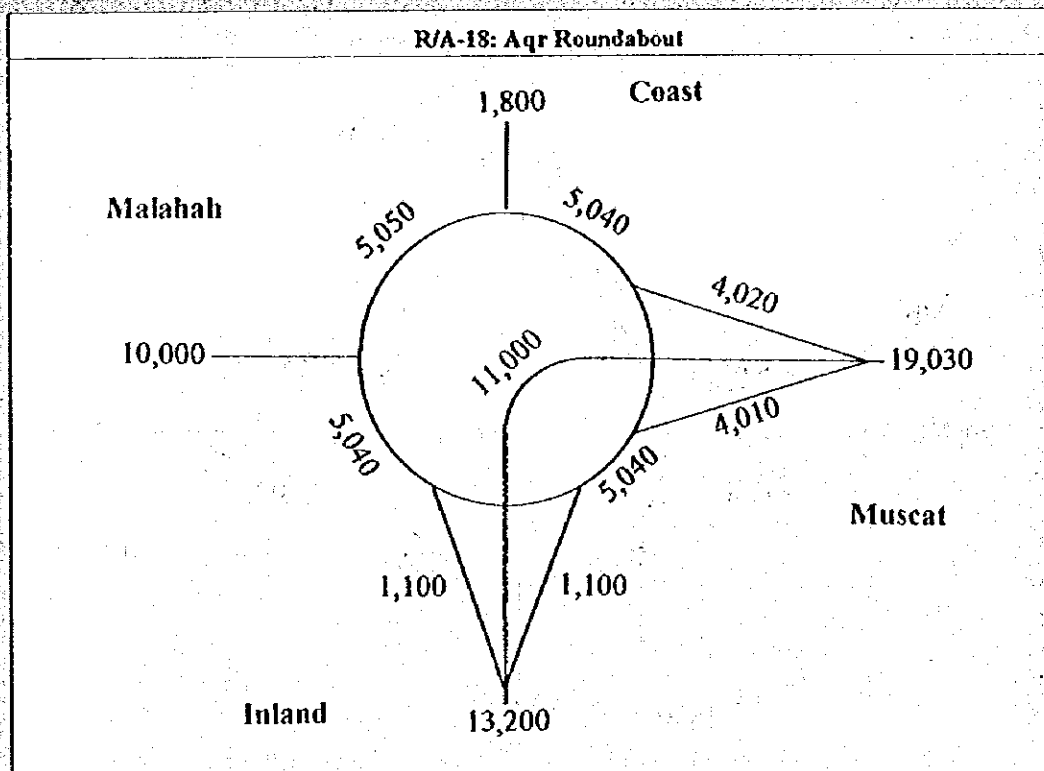 R/A-18: Aqr Roundabout
1,800 Coast
Malahah
5,050 5,040
4,020
10,000 11,000 19,030
4,010
5,040 5,040
Muscat
1,100 1,100
Inland 13,200